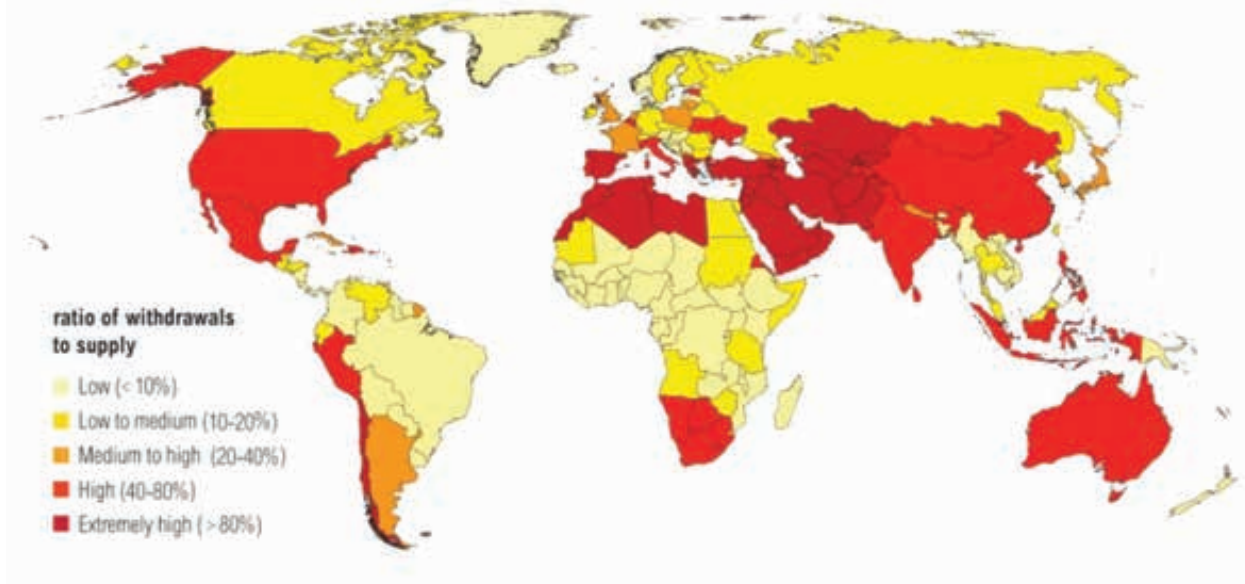 ratio of withdrawals
to supply
Low (< 10%)
Low to medium (10-20%)
Medium to high (20-40%)
High (40-80%)
Extremely high (>80%)